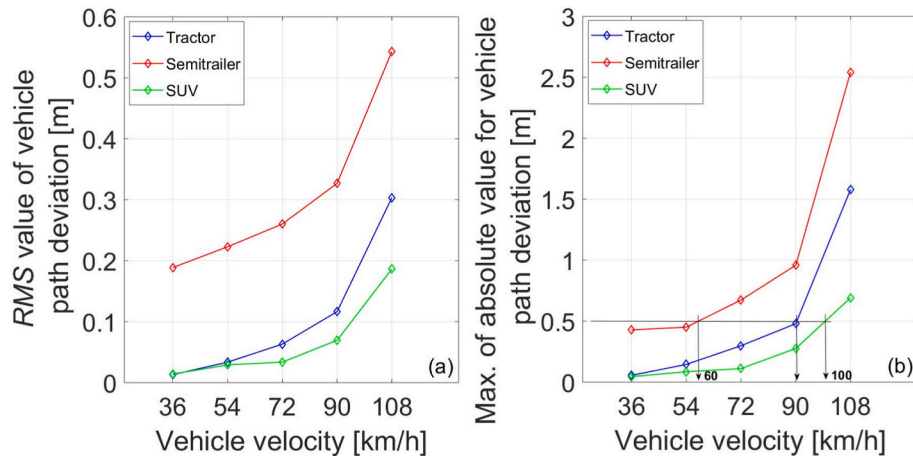 RMS value of vehicle
path deviation [m]
0.6
0.5
0.4
0.3
0.2
0.1
0
Tractor
Semitrailer
SUV
(a)
36 54 72 90 108
Vehicle velocity [km/h]
Max. of absolute value for vehicle
path deviation [m]
3
2.5
2
1.5
1
0.5
0
Tractor
Semitrailer
SUV
60
100
(b)
36 54 72 90 108
Vehicle velocity [km/h]